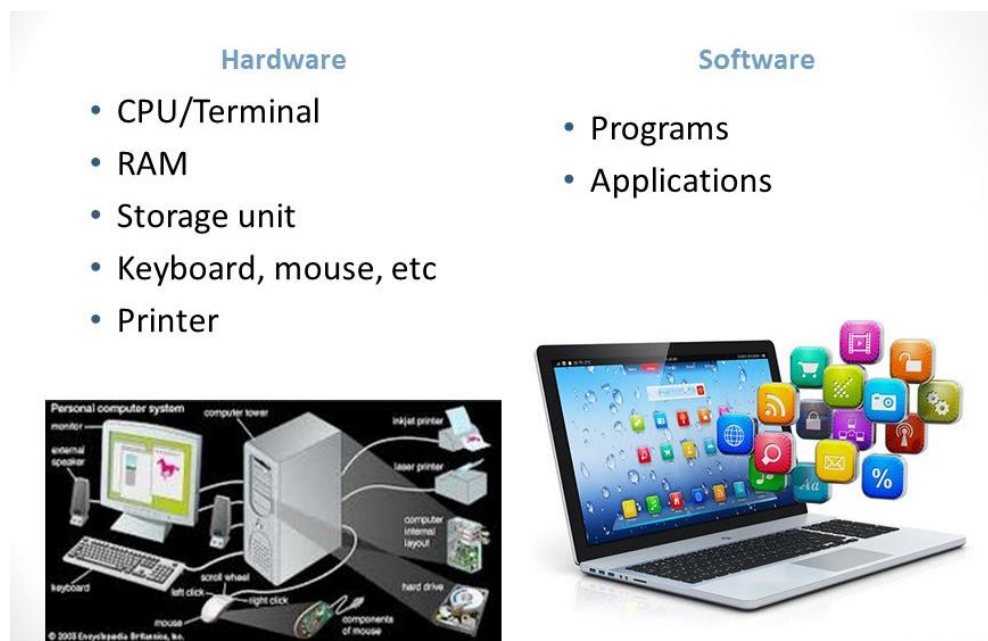 Hardware
• CPU/Terminal
• RAM
• Storage unit
• Keyboard, mouse, etc
• Printer
Software
• Programs
• Applications
Personal computer system
monitor
computer tower
inkjet printer
external
speaker
laser printer
computer
internal
layout
keyboard
scroll wheel
left click
right click
hard drive
mouse
components
of mouse
© 2003 Encyclopædia Britannica, Inc.
Aa
%